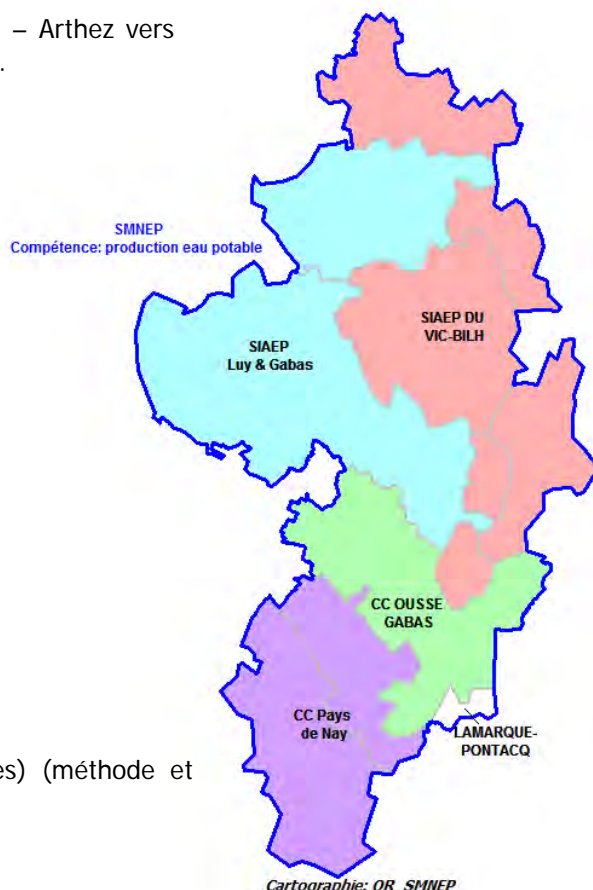 – Arthez vers
.
SMNEP
Compétence: production eau potable
SIAEP DU
VIC-BILH
SIAEP
Luy & Gabas
CC OUSSE
GABAS
CC Pays
de Nay
LAMARQUE-
PONTACQ
es) (méthode et
Cartographie: OR SMNEP